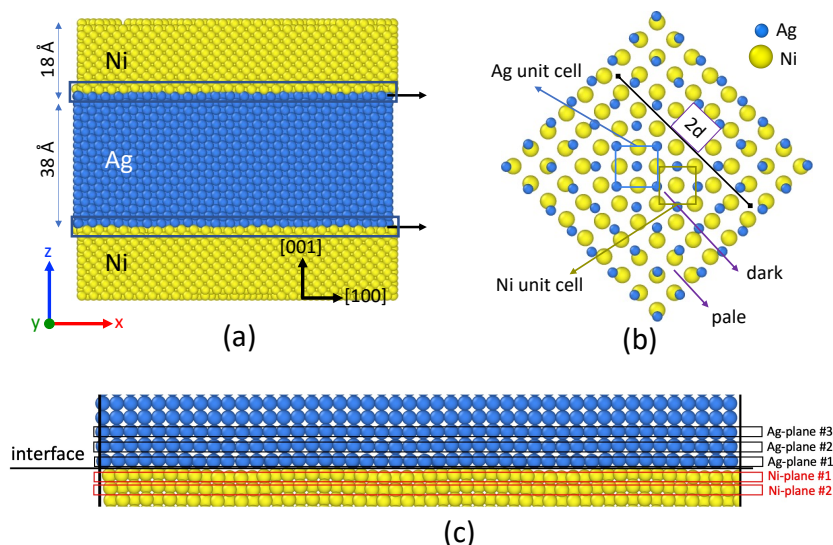 18 Å
Ni
38 Å
Ag
Ni
[001]
[100]
z
y
x
(a)
Ag
Ni
Ag unit cell
2d
Ni unit cell
dark
pale
(b)
interface
Ag-plane #3
Ag-plane #2
Ag-plane #1
Ni-plane #1
Ni-plane #2
(c)